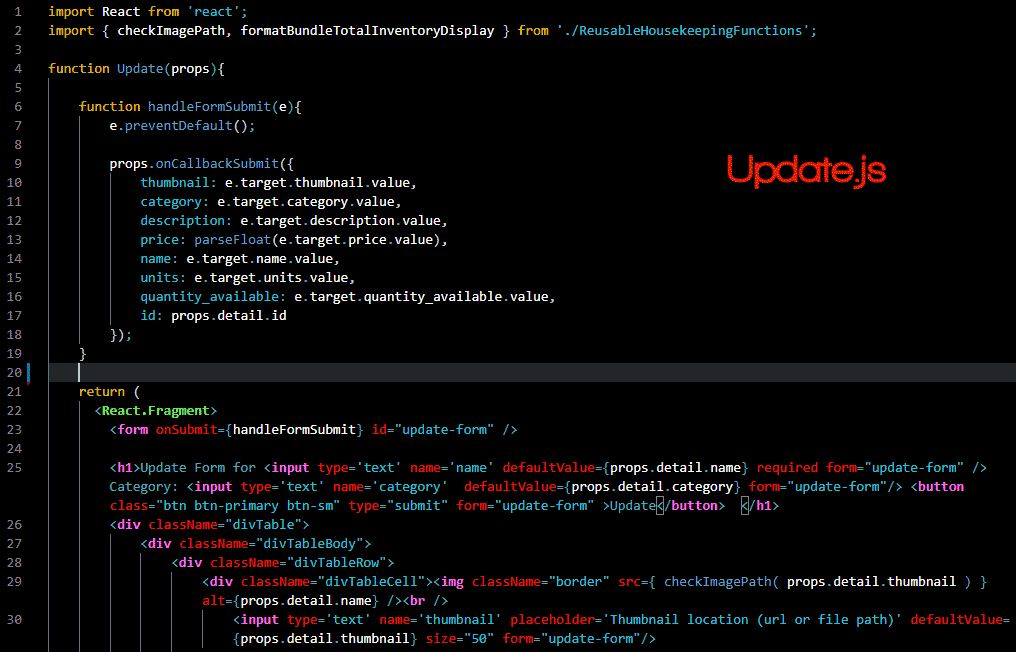 1 import React from 'react';
2 import { checkImagePath, formatBundleTotalInventoryDisplay } from './ReusableHousekeepingFunctions';
3
4 function Update(props){
5
6 function handleFormSubmit(e){
7 e.preventDefault();
8
9 props.onCallbackSubmit({
Update.js
10 thumbnail: e.target.thumbnail.value,
11 category: e.target.category.value,
12 description: e.target.description.value,
13 price: parseFloat(e.target.price.value),
14 name: e.target.name.value,
15 units: e.target.units.value,
16 quantity_available: e.target.quantity_available.value,
17 id: props.detail.id
18 });
19 }
20
21 return (
22 <React.Fragment>
23 <form onSubmit={handleFormSubmit} id="update-form" />
24
25 <h1>Update Form for <input type='text' name='name' defaultValue={props.detail.name} required form="update-form" />
Category: <input type='text' name='category'  defaultValue={props.detail.category} form="update-form"/> <button
class="btn btn-primary btn-sm" type="submit" form="update-form" >Update</button>  </h1>
26 <div className="divTable">
27 <div className="divTableBody">
28 <div className="divTableRow">
29 <div className="divTableCell"><img className="border" src={ checkImagePath( props.detail.thumbnail ) }
alt={props.detail.name} /><br />
30 <input type='text' name='thumbnail' placeholder='Thumbnail location (url or file path)' defaultValue=
{props.detail.thumbnail} size="50" form="update-form"/>